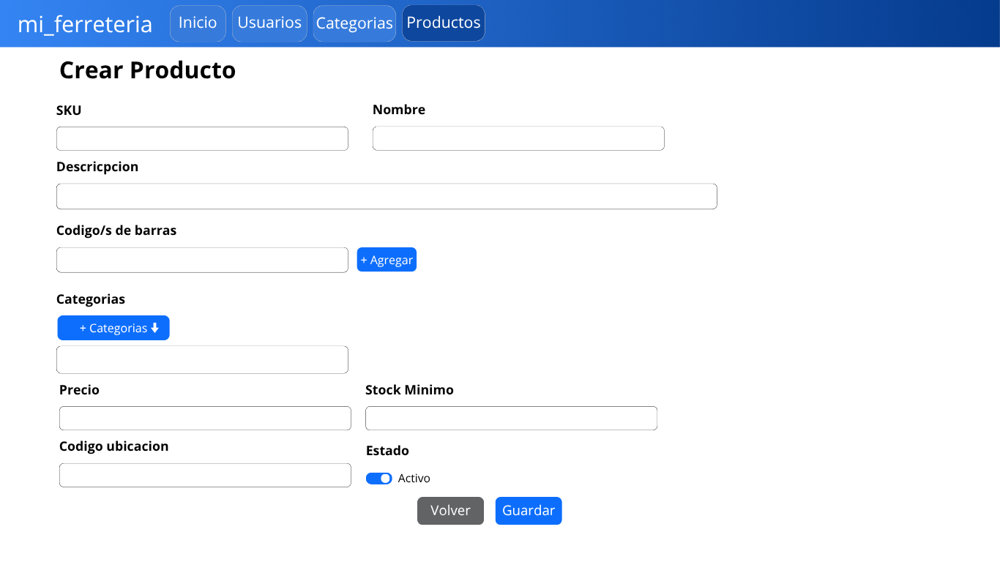 mi_ferreteria Inicio Usuarios Categorias Productos
Crear Producto
SKU Nombre
Descricpcion
Codigo/s de barras
+ Agregar
Categorias
+ Categorias
Precio Stock Minimo
Codigo ubicacion Estado
Activo
Volver Guardar